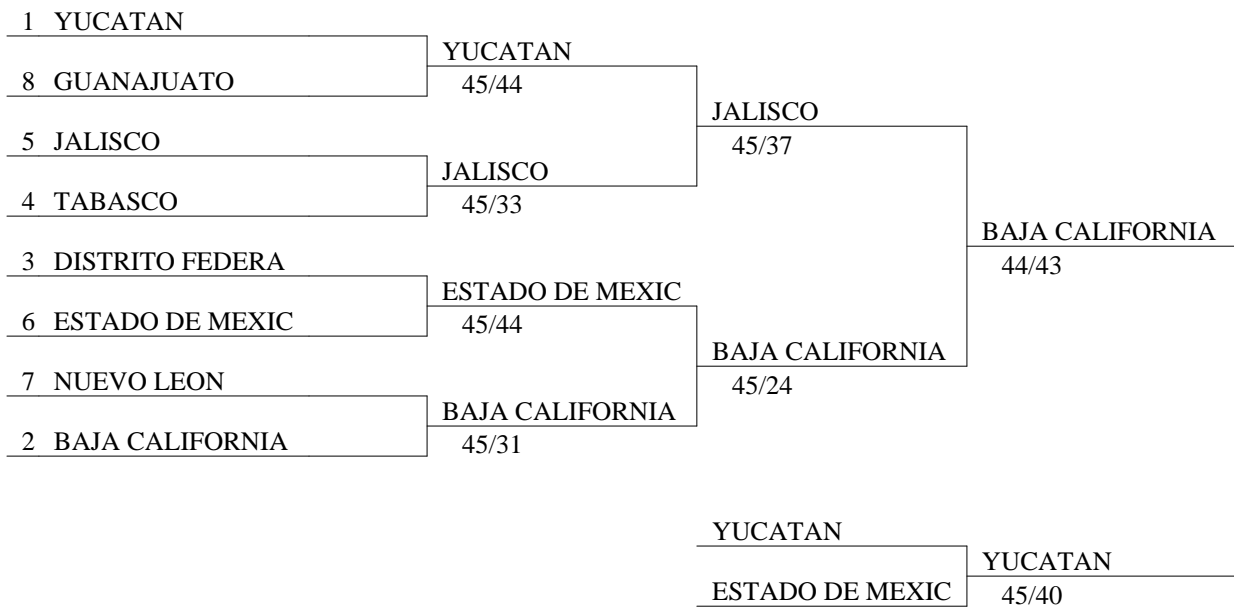 1 YUCATAN
YUCATAN
8 GUANAJUATO
45/44
JALISCO
5 JALISCO
45/37
JALISCO
4 TABASCO
45/33
BAJA CALIFORNIA
3 DISTRITO FEDERA
44/43
ESTADO DE MEXIC
6 ESTADO DE MEXIC
45/44
BAJA CALIFORNIA
7 NUEVO LEON
45/24
BAJA CALIFORNIA
2 BAJA CALIFORNIA
45/31
YUCATAN
YUCATAN
ESTADO DE MEXIC
45/40